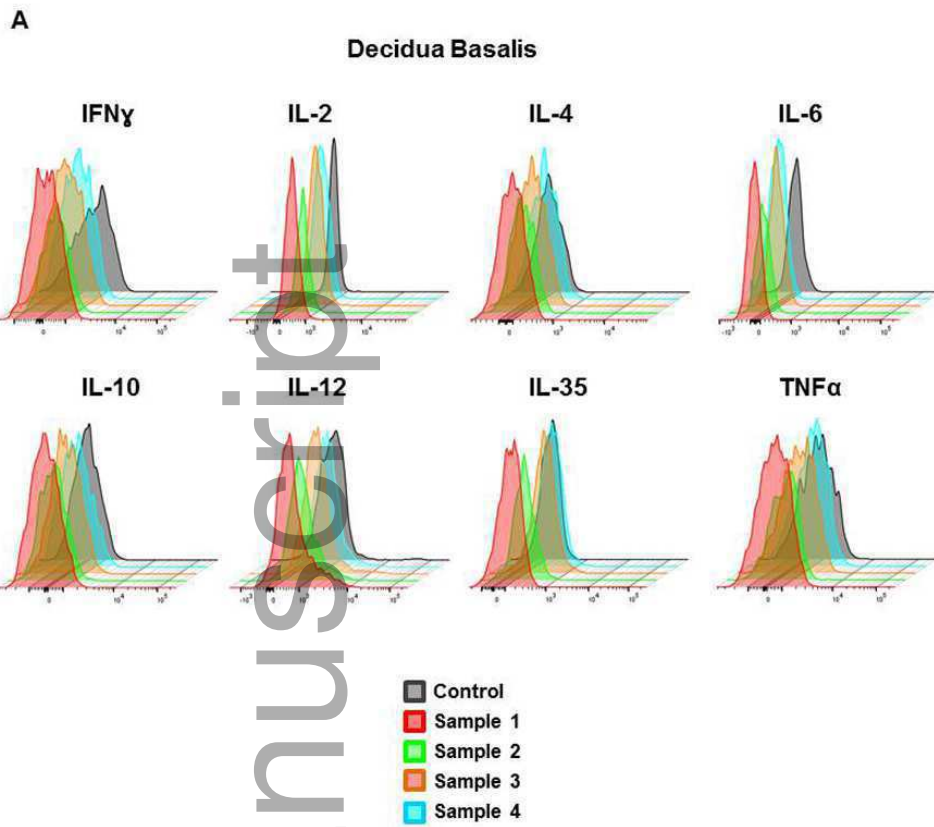 A
Decidua Basalis
IFNɣ IL-2 IL-4 IL-6
IL-10 IL-12 IL-35 TNFα
Control
Sample 1
Sample 2
Sample 3
Sample 4
nuscript